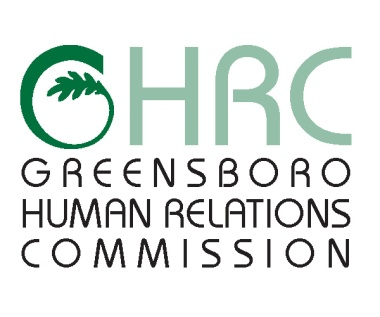 GHRC
GREENSBORO
HUMAN RELATIONS
COMMISSION